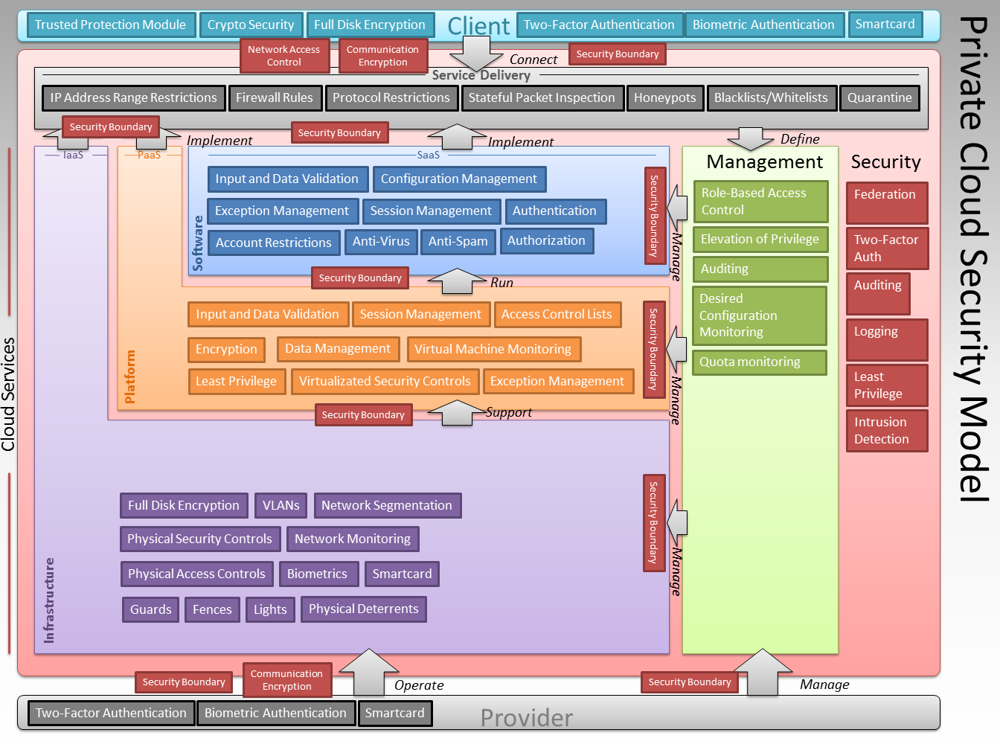 Trusted Protection Module
Crypto Security
Full Disk Encryption
Client
Two-Factor Authentication
Biometric Authentication
Smartcard
Network Access
Control
Communication
Encryption
Connect
Security Boundary
Service Delivery
IP Address Range Restrictions
Firewall Rules
Protocol Restrictions
Stateful Packet Inspection
Honeypots
Blacklists/Whitelists
Quarantine
Security Boundary
Implement
Security Boundary
Implement
Define
IaaS
PaaS
SaaS
Software
Input and Data Validation
Configuration Management
Exception Management
Session Management
Authentication
Account Restrictions
Anti-Virus
Anti-Spam
Authorization
Security Boundary
Manage
Security Boundary
Run
Platform
Input and Data Validation
Session Management
Access Control Lists
Encryption
Data Management
Virtual Machine Monitoring
Least Privilege
Virtualizated Security Controls
Exception Management
Security Boundary
Manage
Security Boundary
Support
Infrastructure
Full Disk Encryption
VLANs
Network Segmentation
Physical Security Controls
Network Monitoring
Physical Access Controls
Biometrics
Smartcard
Guards
Fences
Lights
Physical Deterrents
Security Boundary
Manage
Management
Role-Based Access
Control
Elevation of Privilege
Auditing
Desired
Configuration
Monitoring
Quota monitoring
Security
Federation
Two-Factor
Auth
Auditing
Logging
Least
Privilege
Intrusion
Detection
Cloud Services
Private Cloud Security Model
Security Boundary
Communication
Encryption
Operate
Security Boundary
Manage
Two-Factor Authentication
Biometric Authentication
Smartcard
Provider